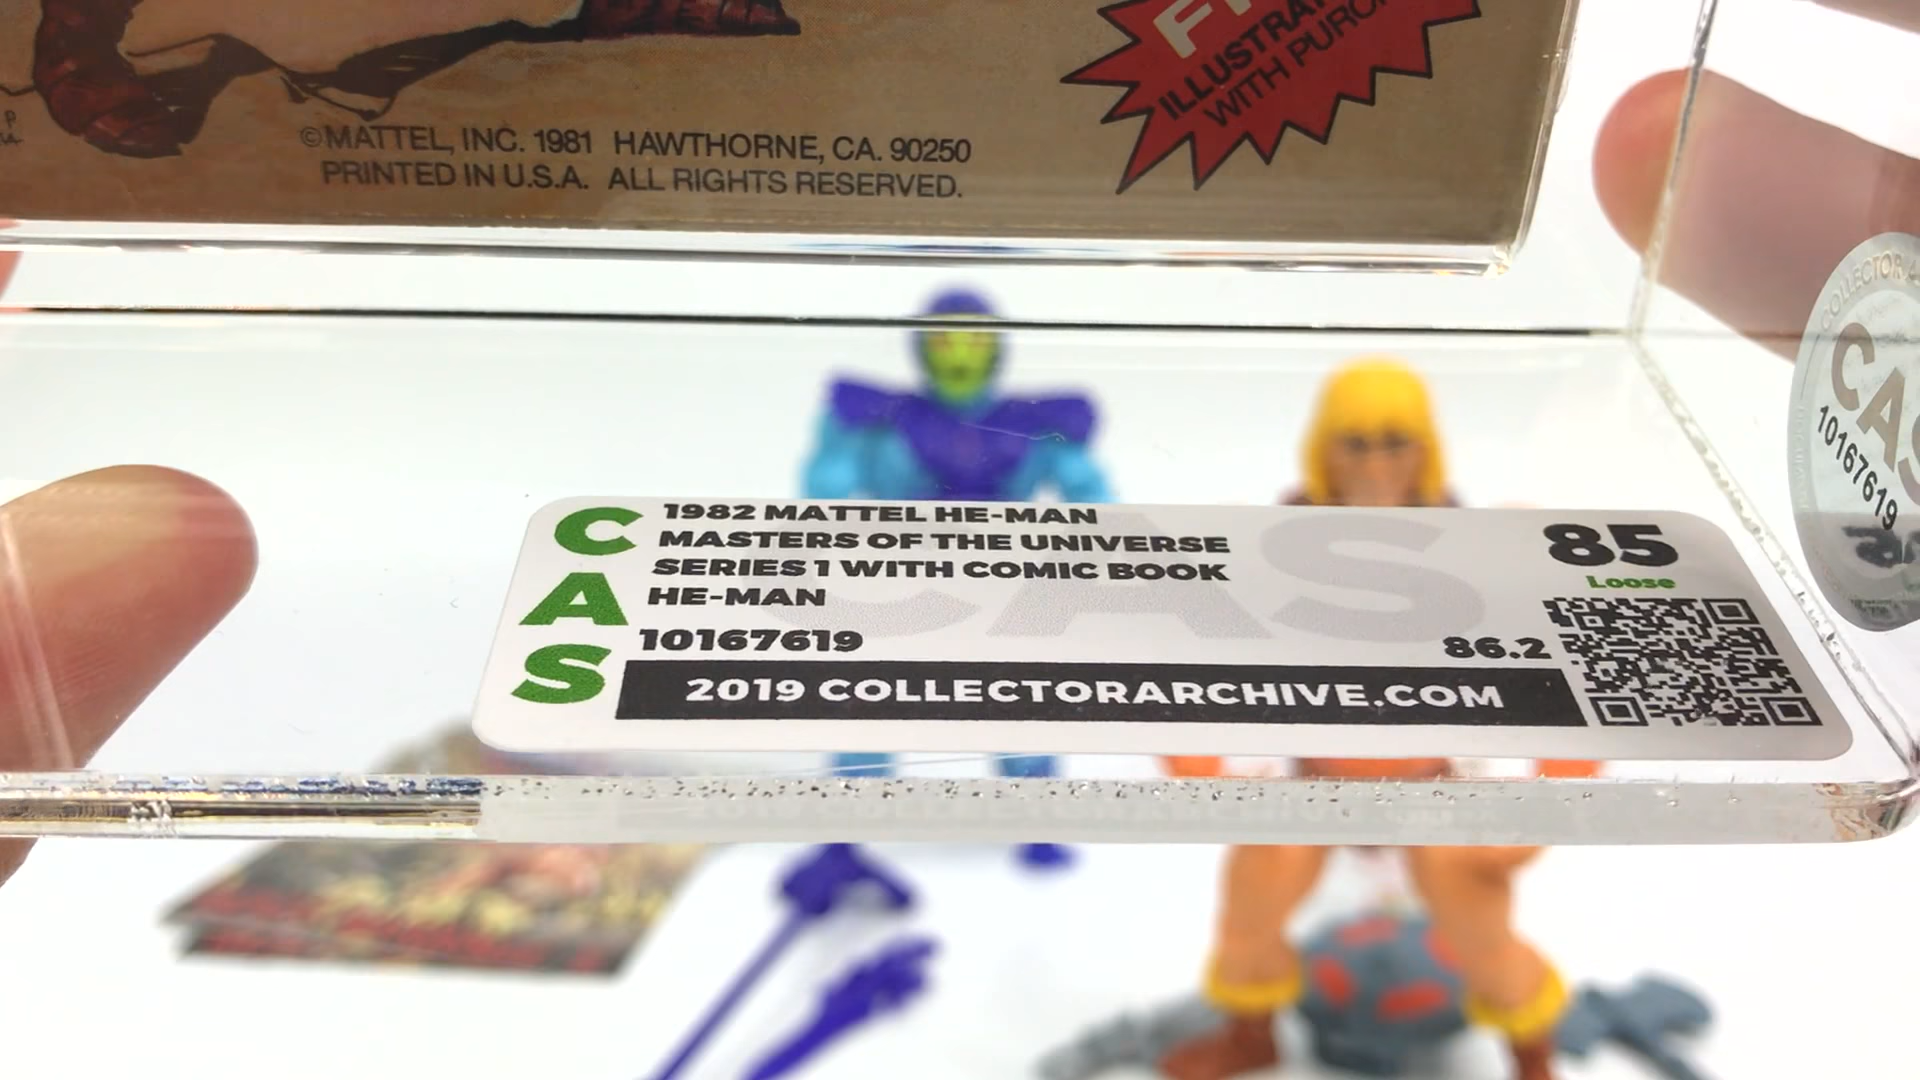 ILLUSTRA
WITH PURC
©MATTEL, INC. 1981 HAWTHORNE, CA. 90250
PRINTED IN U.S.A. ALL RIGHTS RESERVED.
COLLECTOR
CAS
10167619
CAS
1982 MATTEL HE-MAN
MASTERS OF THE UNIVERSE
SERIES 1 WITH COMIC BOOK
HE-MAN
10167619
85
Loose
86.2
2019 COLLECTORARCHIVE.COM